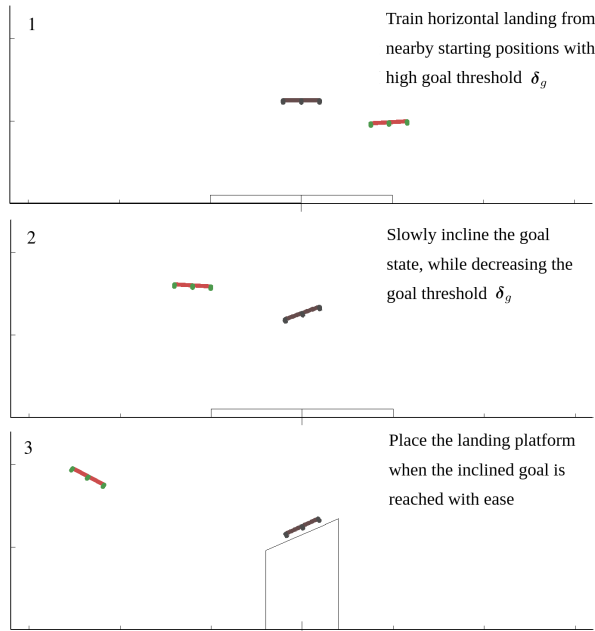 1
Train horizontal landing from
nearby starting positions with
high goal threshold δg
2
Slowly incline the goal
state, while decreasing the
goal threshold δg
3
Place the landing platform
when the inclined goal is
reached with ease